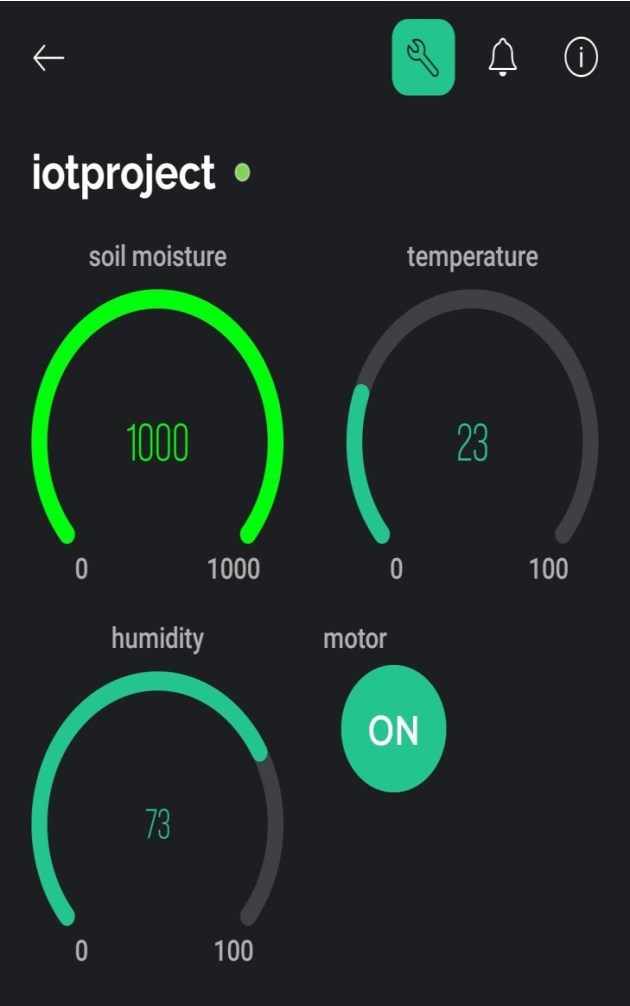 iotproject
soil moisture
temperature
1000
23
0
1000
0
100
humidity
motor
ON
73
0
100